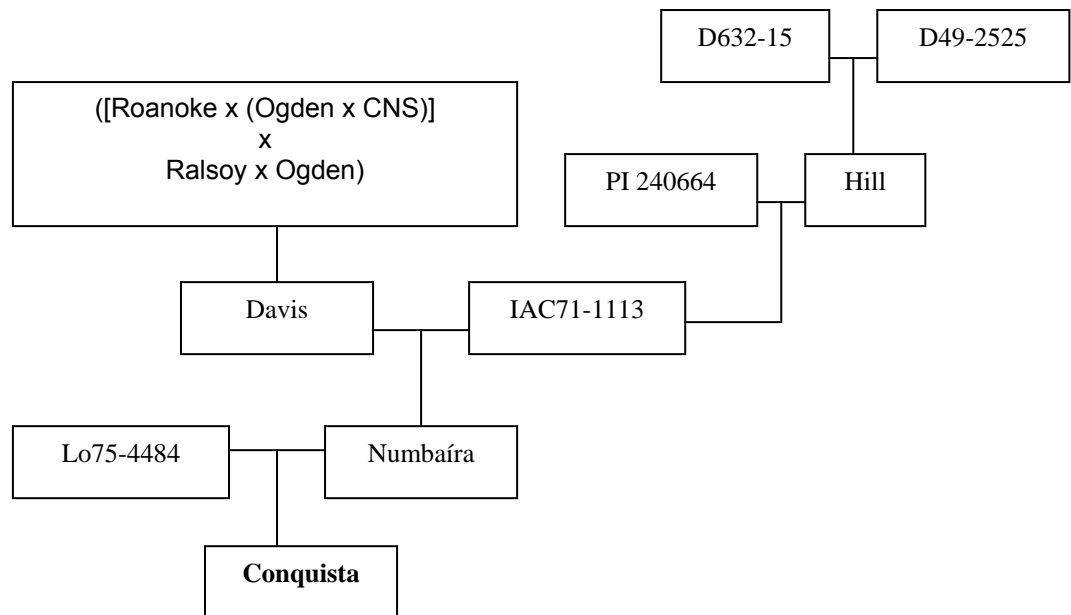 D632-15
D49-2525
([Roanoke x (Ogden x CNS)]
x
Ralsoy x Ogden)
PI 240664
Hill
Davis
IAC71-1113
Lo75-4484
Numbaíra
Conquista